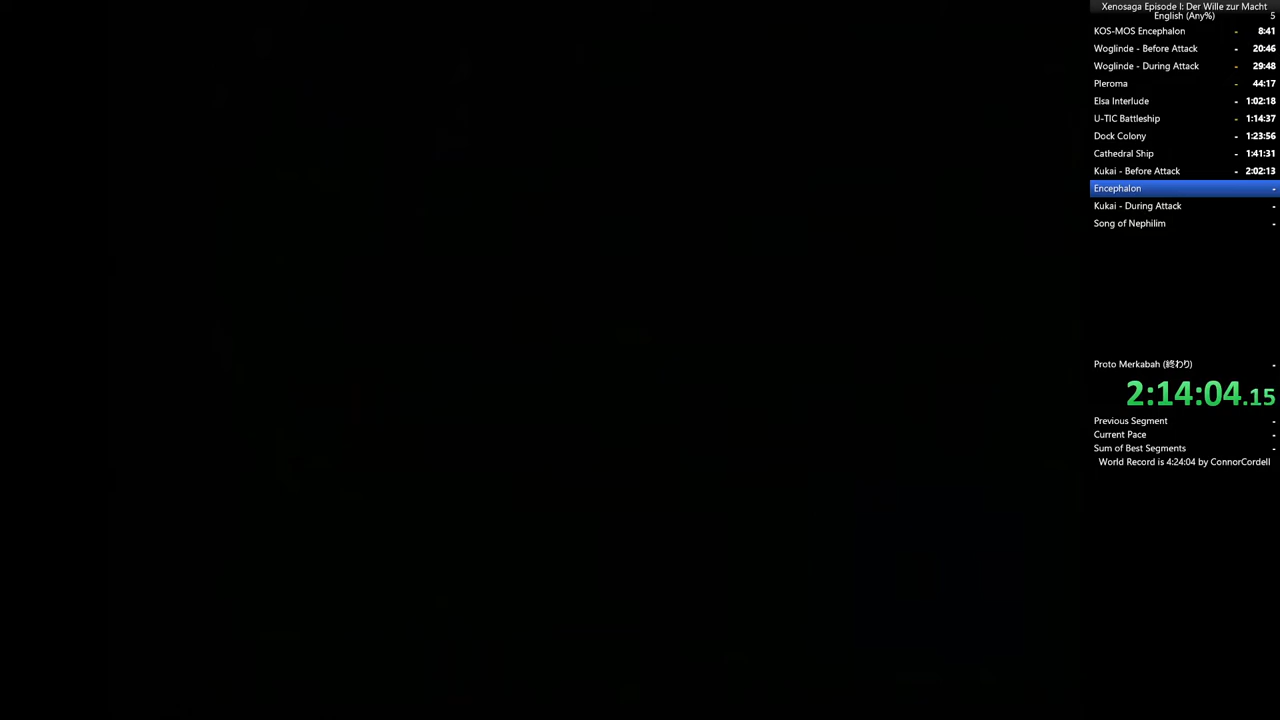 Xenosaga Episode I: Der Wille zur Macht
English (Any%) 5
KOS-MOS Encephalon - 8:41
Woglinde - Before Attack - 20:46
Woglinde - During Attack - 29:48
Pleroma - 44:17
Elsa Interlude - 1:02:18
U-TIC Battleship - 1:14:37
Dock Colony - 1:23:56
Cathedral Ship - 1:41:31
Kukai - Before Attack - 2:02:13
Encephalon -
Kukai - During Attack -
Song of Nephilim -
Proto Merkabah (終わり) -
2:14:04.15
Previous Segment -
Current Pace -
Sum of Best Segments -
World Record is 4:24:04 by ConnorCordell